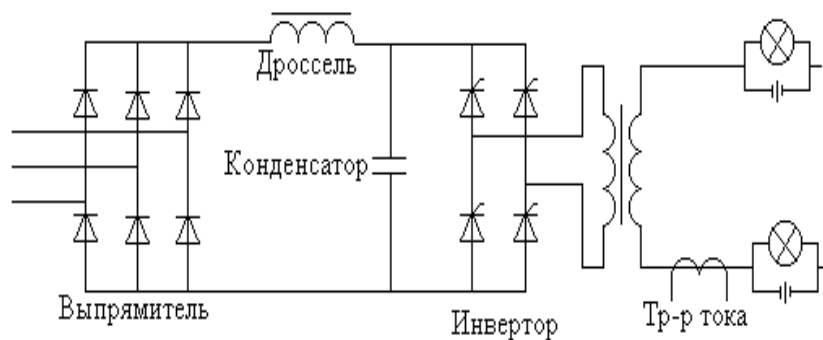 Дроссель
Конденсатор
Выпрямитель
Инвертор
Тр-р тока